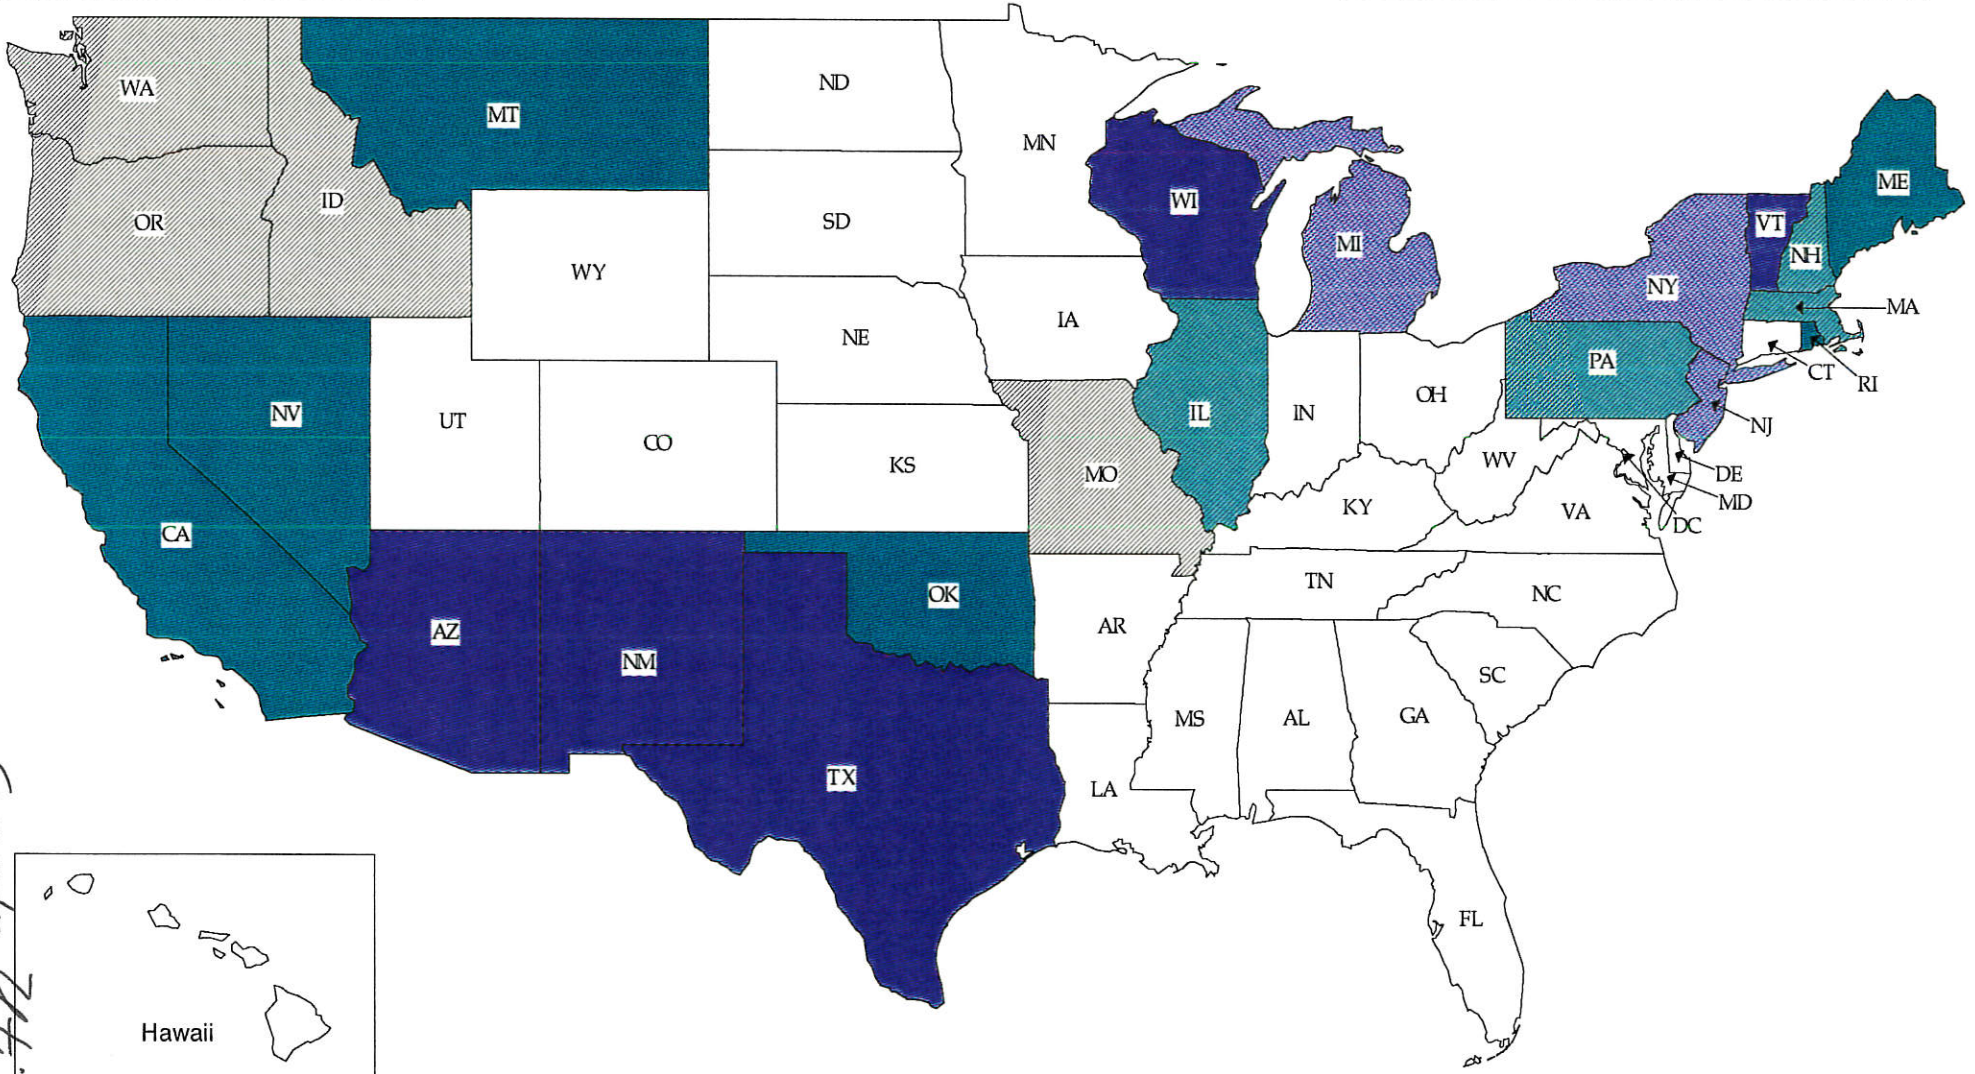 WA
MT
ND
MN
ME
WI
ID
SD
OR
VT
MI
NH
WY
NY
MA
IA
NE
PA
CT
RI
NV
IL
IN
OH
UT
NJ
CO
KS
WV
MO
DE
MD
KY
VA
DC
CA
TN
OK
NC
AR
AZ
NM
SC
MS
AL
GA
TX
LA
FL
Hawaii